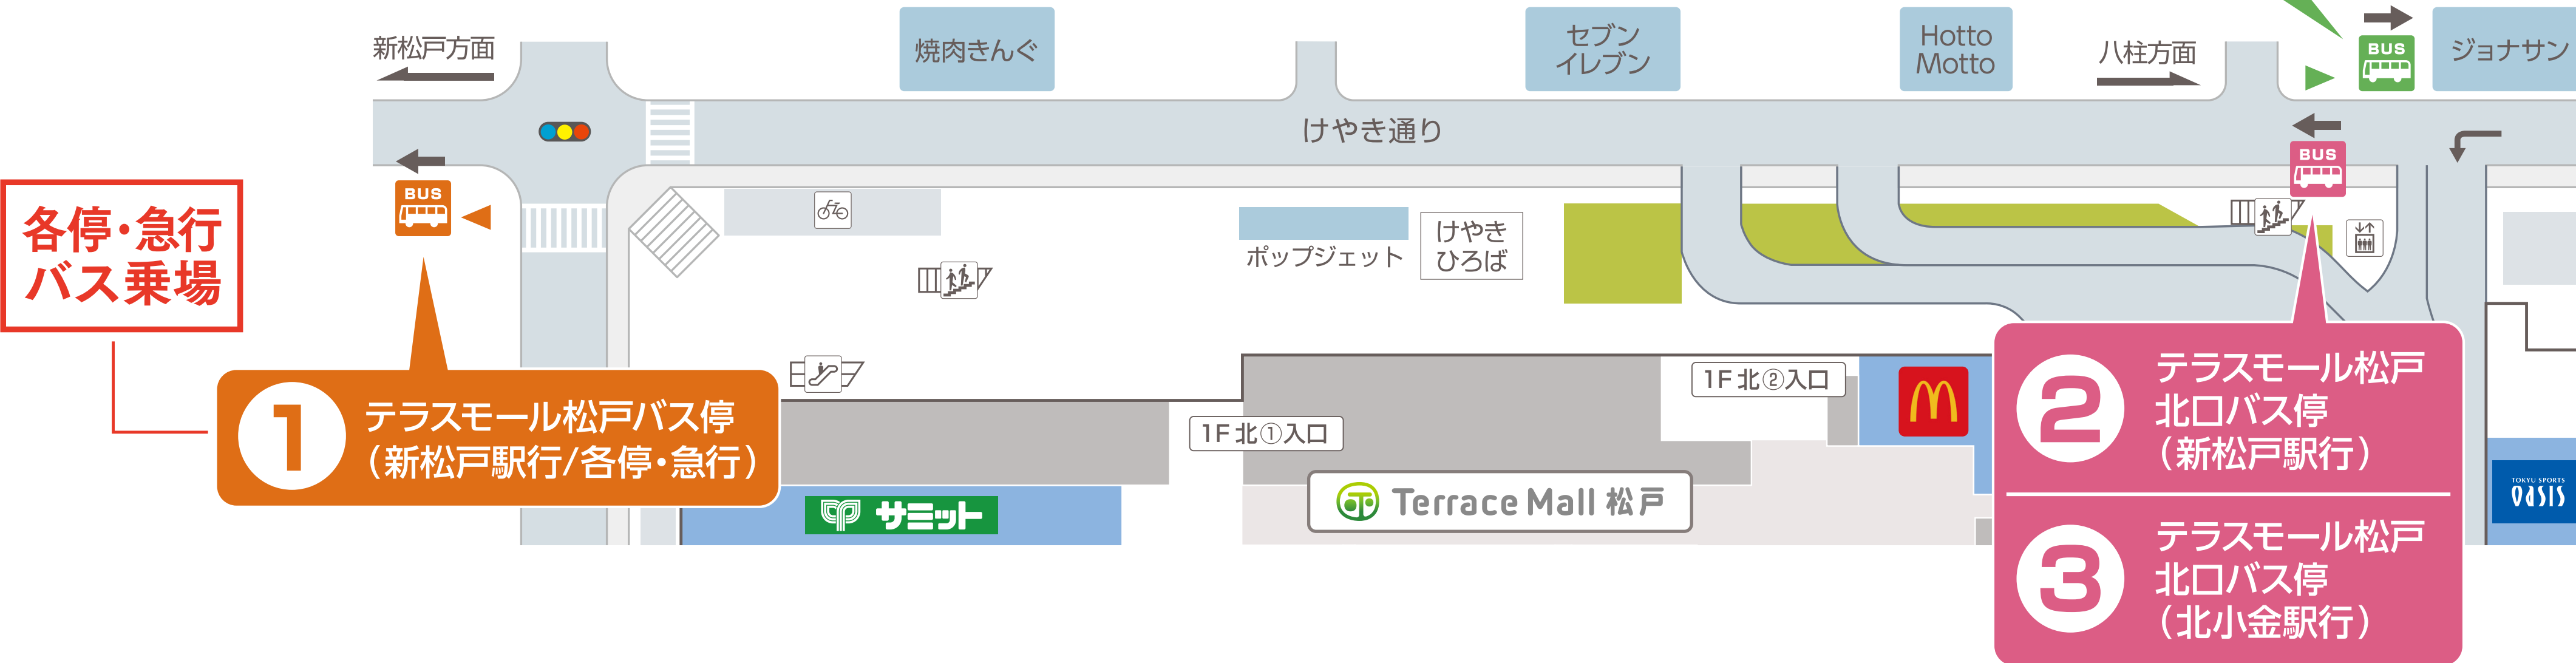 新松戸方面
焼肉きんぐ
セブン
イレブン
Hotto
Motto
八柱方面
BUS
ジョナサン
けやき通り
BUS
BUS
各停・急行
バス乗場
ポップジェット
けやき
ひろば
1
テラスモール松戸バス停
（新松戸駅行/各停・急行）
1F 北①入口
1F 北②入口
サミット
Terrace Mall 松戸
2
テラスモール松戸
北口バス停
（新松戸駅行）
3
テラスモール松戸
北口バス停
（北小金駅行）
TOKYU SPORTS
OASIS